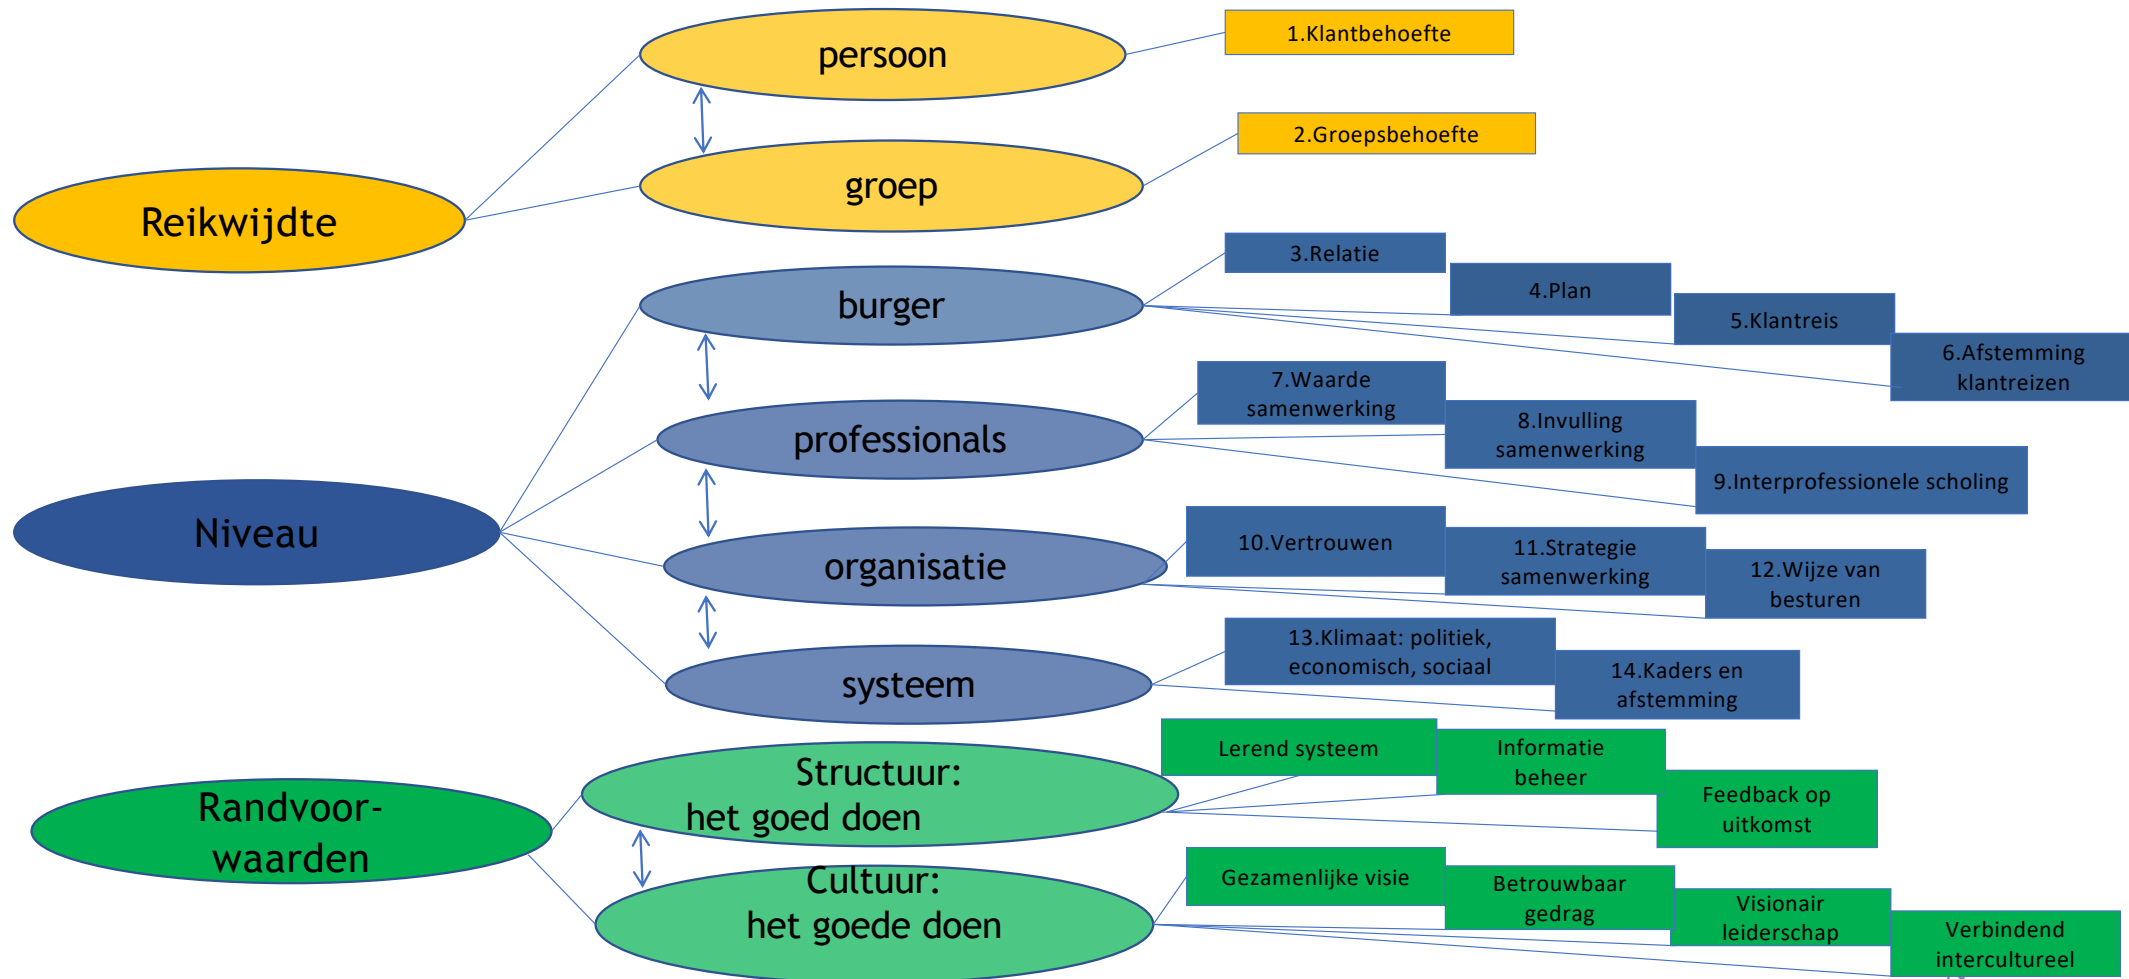 persoon
1.Klantbehoefte
groep
2.Groepsbehoefte
Reikwijdte
burger
3.Relatie
4.Plan
5.Klantreis
6.Afstemming
klantreizen
professionals
7.Waarde
samenwerking
8.Invulling
samenwerking
9.Interprofessionele scholing
Niveau
organisatie
10.Vertrouwen
11.Strategie
samenwerking
12.Wijze van
besturen
systeem
13.Klimaat: politiek,
economisch, sociaal
14.Kaders en
afstemming
Randvoor-
waarden
Structuur:
het goed doen
Lerend systeem
Informatie
beheer
Feedback op
uitkomst
Cultuur:
het goede doen
Gezamenlijke visie
Betrouwbaar
gedrag
Visionair
leiderschap
Verbindend
intercultureel